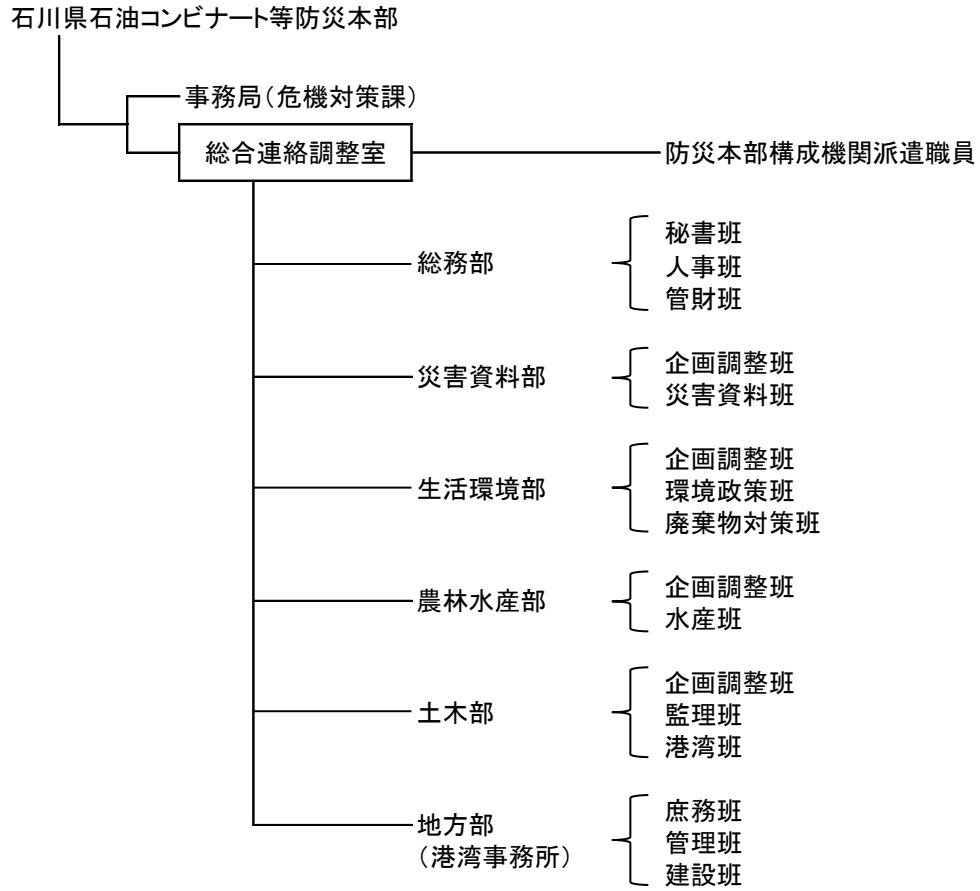 石川県石油コンビナート等防災本部
事務局（危機対策課）
総合連絡調整室
防災本部構成機関派遣職員
総務部
秘書班
人事班
管財班
災害資料部
企画調整班
災害資料班
生活環境部
企画調整班
環境政策班
廃棄物対策班
農林水産部
企画調整班
水産班
土木部
企画調整班
監理班
港湾班
地方部
（港湾事務所）
庶務班
管理班
建設班